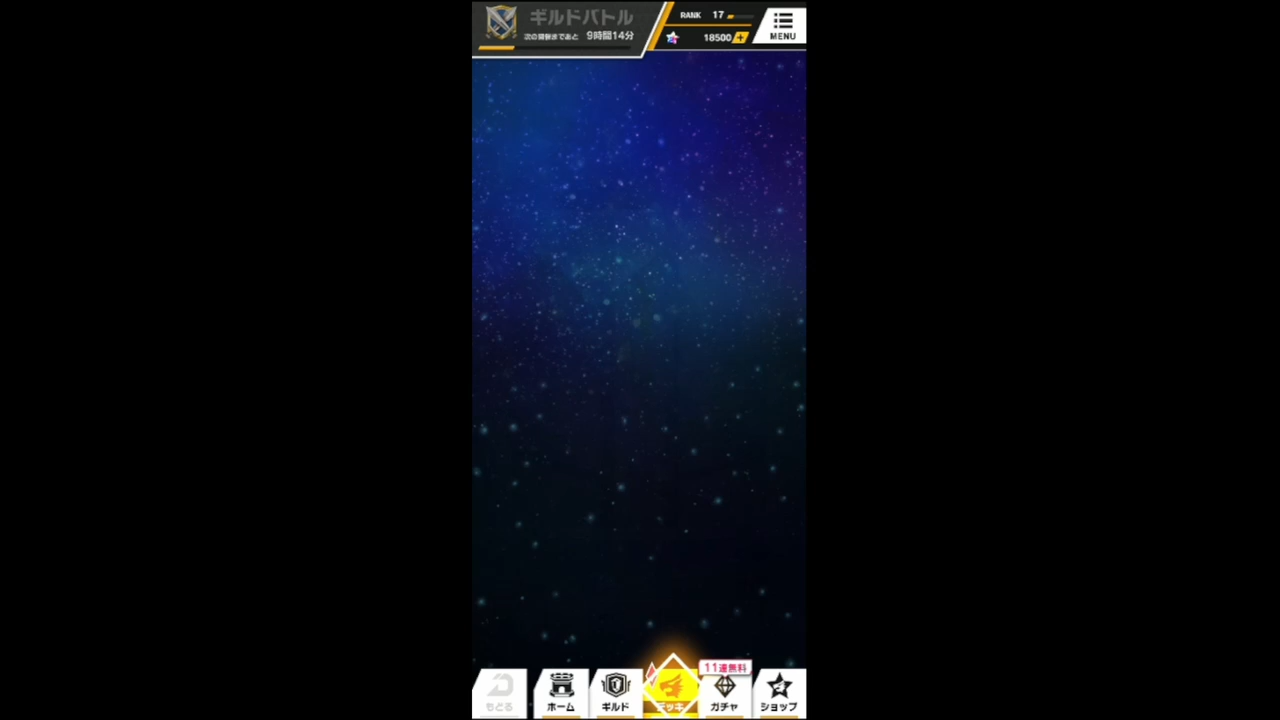 ギルドバトル
次の開催まであと 9時間14分
RANK 17
18500
MENU
11連無料
もどる
ホーム
ギルド
デッキ
ガチャ
ショップ